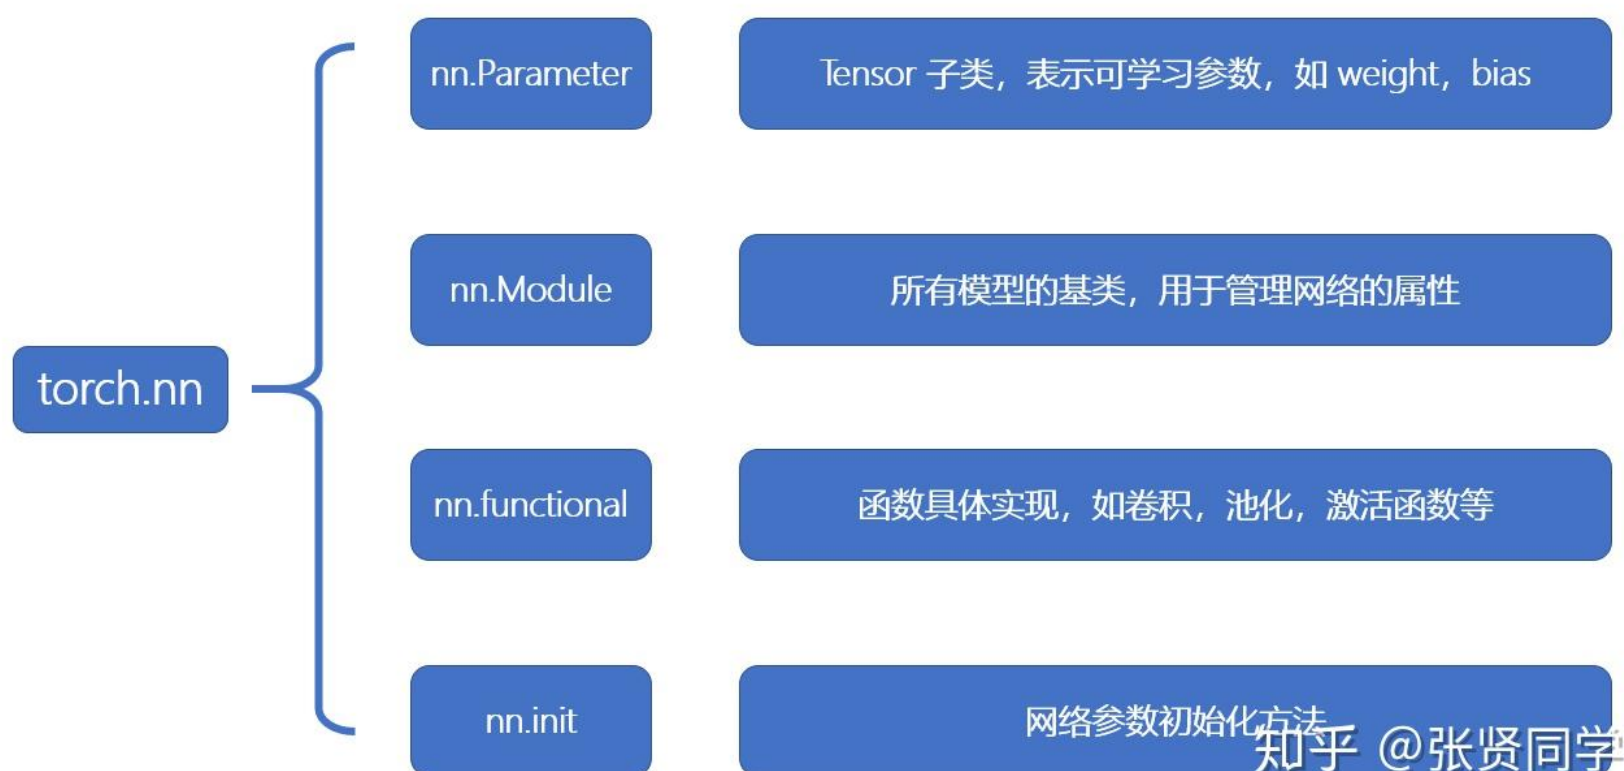 torch.nn
nn.Parameter
Tensor 子类，表示可学习参数，如 weight，bias
nn.Module
所有模型的基类，用于管理网络的属性
nn.functional
函数具体实现，如卷积，池化，激活函数等
nn.init
网络参数初始化方法
知乎 @张贤同学